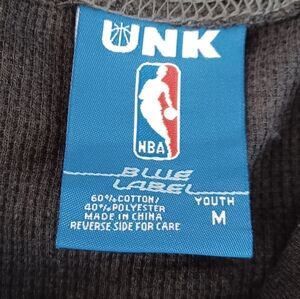 UNK
NBA
BLUE
LABEL
60% COTTON/
40% POLYESTER
MADE IN CHINA
REVERSE SIDE FOR CARE
YOUTH
M